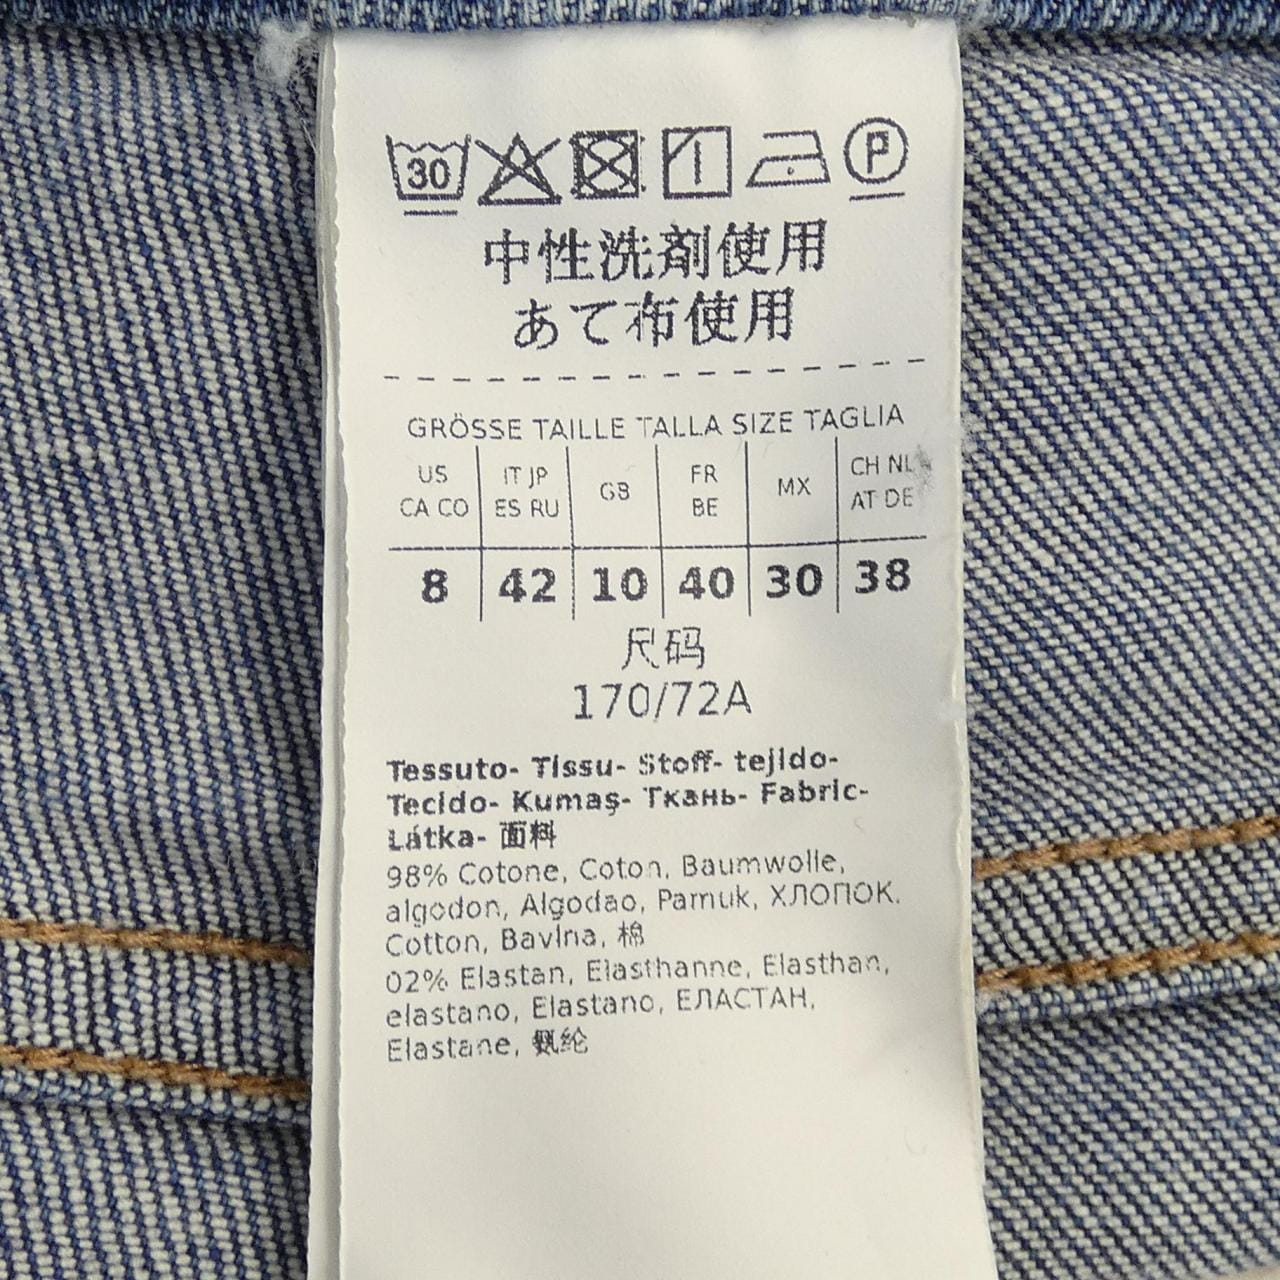 30 P
中性洗剤使用
あて布使用
GRÖSSE TAILLE TALLA SIZE TAGLIA
US CA CO IT JP ES RU GB FR BE MX CH NL AT DE
8 42 10 40 30 38
尺码
170/72A
Tessuto- Tissu- Stoff- tejido-
Tecido- Kumaş- Ткань- Fabric-
Látka- 面料
98% Cotone, Coton, Baumwolle,
algodon, Algodao, Pamuk, ХЛОПОК.
Cotton, Bavlna, 棉
02% Elastan, Elasthanne, Elasthan,
elastano, Elastano, ЕЛАСТАН,
Elastane, 氨纶